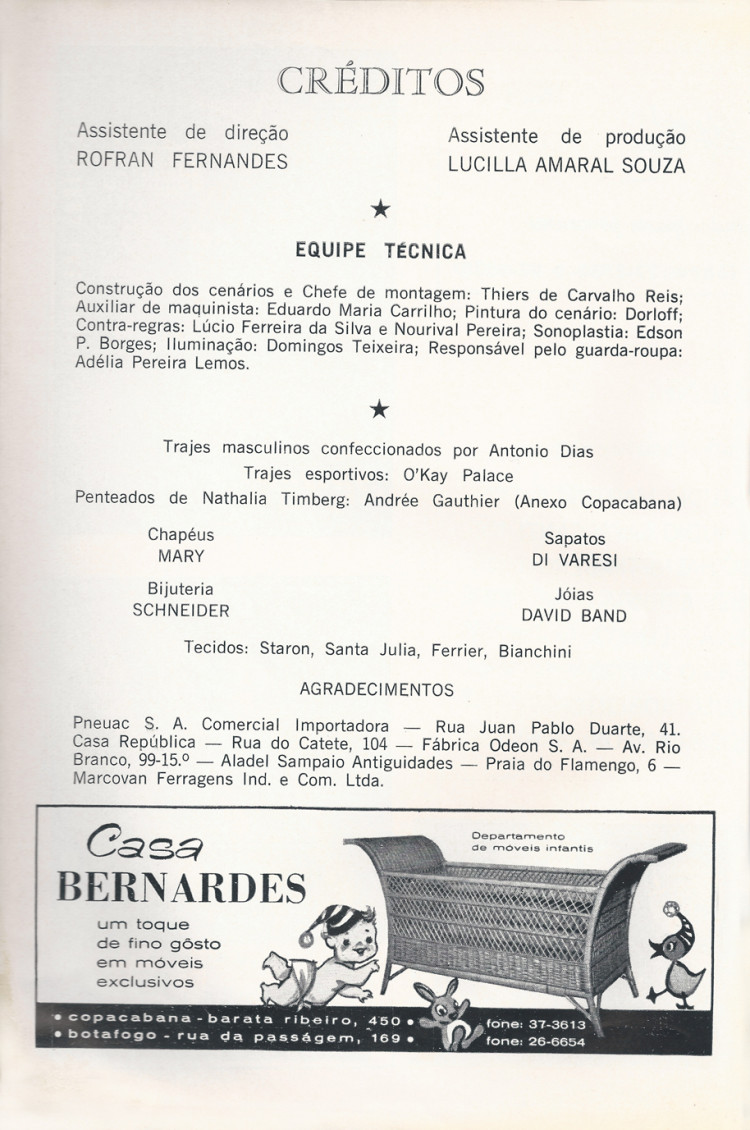 CRÉDITOS
Assistente de direção
ROFRAN FERNANDES
Assistente de produção
LUCILLA AMARAL SOUZA
EQUIPE TÉCNICA
Construção dos cenários e Chefe de montagem: Thiers de Carvalho Reis;
Auxiliar de maquinista: Eduardo Maria Carrilho; Pintura do cenário: Dorloff;
Contra-regras: Lúcio Ferreira da Silva e Nourival Pereira; Sonoplastia: Edson
P. Borges; Iluminação: Domingos Teixeira; Responsável pelo guarda-roupa:
Adélia Pereira Lemos.
Trajes masculinos confeccionados por Antonio Dias
Trajes esportivos: O'Kay Palace
Penteados de Nathalia Timberg: Andrée Gauthier (Anexo Copacabana)
Chapéus
MARY
Sapatos
DI VARESI
Bijuteria
SCHNEIDER
Jóias
DAVID BAND
Tecidos: Staron, Santa Julia, Ferrier, Bianchini
AGRADECIMENTOS
Pneuac S. A. Comercial Importadora — Rua Juan Pablo Duarte, 41.
Casa República — Rua do Catete, 104 — Fábrica Odeon S. A. — Av. Rio
Branco, 99-15.º — Aladel Sampaio Antiguidades — Praia do Flamengo, 6 —
Marcovan Ferragens Ind. e Com. Ltda.
Casa
BERNARDES
um toque
de fino gôsto
em móveis
exclusivos
Departamento
de móveis infantis
• copacabana - barata ribeiro, 450 • fone: 37-3613
• botafogo - rua da passágem, 169 • fone: 26-6654